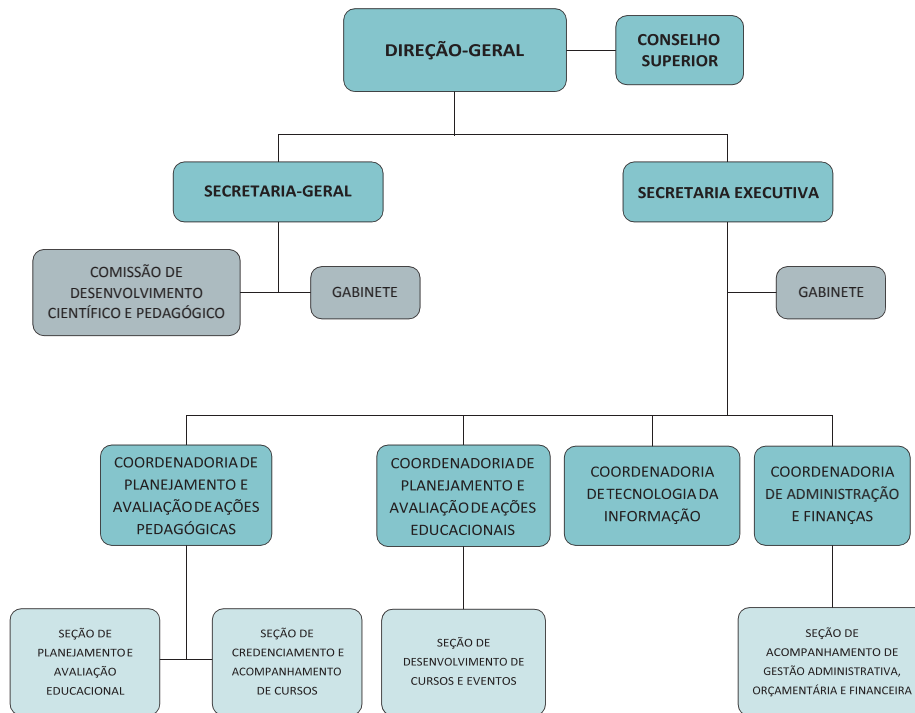 DIREÇÃO-GERAL
CONSELHO
SUPERIOR
SECRETARIA-GERAL
SECRETARIA EXECUTIVA
COMISSÃO DE
DESENVOLVIMENTO
CIENTÍFICO E PEDAGÓGICO
GABINETE
GABINETE
COORDENADORIA DE
PLANEJAMENTO E
AVALIAÇÃO DE AÇÕES
PEDAGÓGICAS
COORDENADORIA DE
PLANEJAMENTO E
AVALIAÇÃO DE AÇÕES
EDUCACIONAIS
COORDENADORIA
DE TECNOLOGIA DA
INFORMAÇÃO
COORDENADORIA
DE ADMINISTRAÇÃO
E FINANÇAS
SEÇÃO DE
PLANEJAMENTO E
AVALIAÇÃO
EDUCACIONAL
SEÇÃO DE
CREDENCIAMENTO E
ACOMPANHAMENTO
DE CURSOS
SEÇÃO DE
DESENVOLVIMENTO DE
CURSOS E EVENTOS
SEÇÃO DE
ACOMPANHAMENTO DE
GESTÃO ADMINISTRATIVA,
ORÇAMENTÁRIA E FINANCEIRA